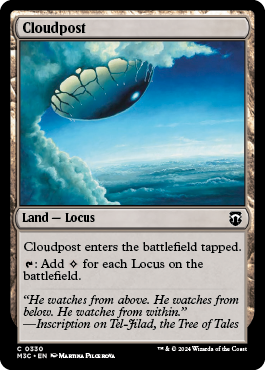 Cloudpost
Land — Locus
Cloudpost enters the battlefield tapped.
: Add for each Locus on the
battlefield.
“He watches from above. He watches from
below. He watches from within.”
—Inscription on Tel-Jilad, the Tree of Tales
C 0330
M3C • EN Martina Pilcerova
™ & © 2024 Wizards of the Coast